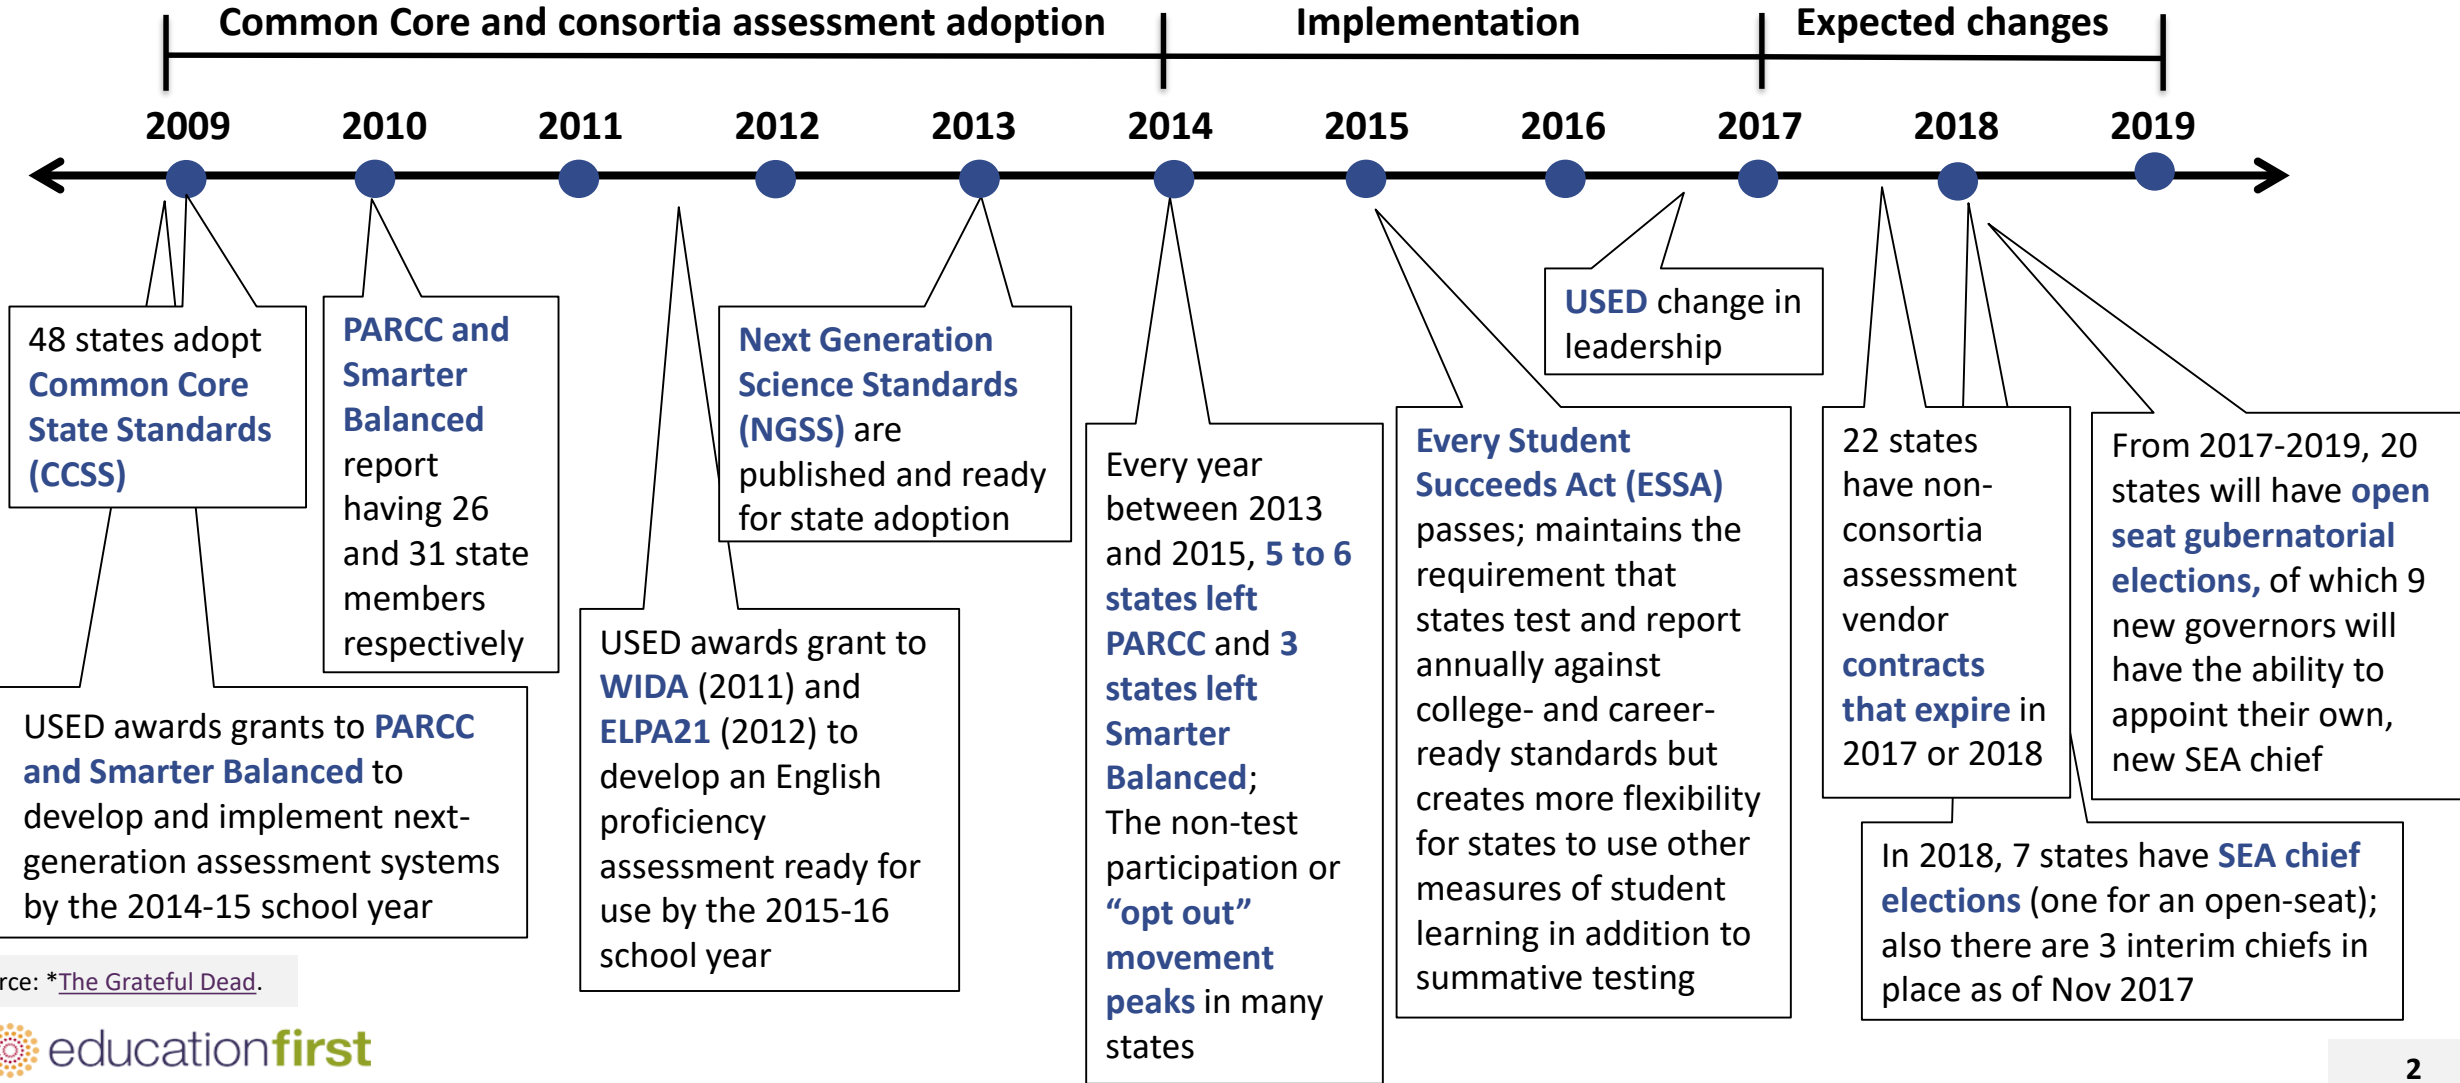 Common Core and consortia assessment adoption
Implementation
Expected changes
2009
2010
2011
2012
2013
2014
2015
2016
2017
2018
2019
48 states adopt
Common Core
State Standards
(CCSS)
USED awards grants to PARCC
and Smarter Balanced to
develop and implement next-
generation assessment systems
by the 2014-15 school year
PARCC and
Smarter
Balanced
report
having 26
and 31 state
members
respectively
USED awards grant to
WIDA (2011) and
ELPA21 (2012) to
develop an English
proficiency
assessment ready for
use by the 2015-16
school year
Next Generation
Science Standards
(NGSS) are
published and ready
for state adoption
Every year
between 2013
and 2015, 5 to 6
states left
PARCC and 3
states left
Smarter
Balanced;
The non-test
participation or
“opt out”
movement
peaks in many
states
Every Student
Succeeds Act (ESSA)
passes; maintains the
requirement that
states test and report
annually against
college- and career-
ready standards but
creates more flexibility
for states to use other
measures of student
learning in addition to
summative testing
USED change in
leadership
22 states
have non-
consortia
assessment
vendor
contracts
that expire in
2017 or 2018
From 2017-2019, 20
states will have open
seat gubernatorial
elections, of which 9
new governors will
have the ability to
appoint their own,
new SEA chief
In 2018, 7 states have SEA chief
elections (one for an open-seat);
also there are 3 interim chiefs in
place as of Nov 2017
rce: *The Grateful Dead.
educationfirst
2